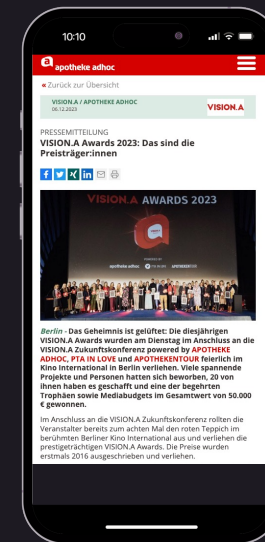 10:10
a apotheke adhoc
« Zurück zur Übersicht
VISION.A / APOTHEKE ADHOC
VISION.A
PRESSEMITTEILUNG
VISION.A Awards 2023: Das sind die
Preisträger:innen
VISION.A AWARDS 2023
Berlin - Das Geheimnis ist gelüftet: Die diesjährigen
VISION.A Awards wurden am Dienstag im Anschluss an die
VISION.A Zukunftskonferenz powered by APOTHEKE
ADHOC, PTA IN LOVE und APOTHEKENTOUR feierlich im
Kino International in Berlin verliehen. Viele spannende
Projekte und Personen hatten sich beworben, 20 von
ihnen haben es geschafft und eine der begehrten
Trophäen sowie Mediabudgets im Gesamtwert von 50.000
€ gewonnen.
Im Anschluss an die VISION.A Zukunftskonferenz rollten die
Veranstalter bereits zum achten Mal den roten Teppich im
berühmten Berliner Kino International aus und verliehen die
prestigeträchtigen VISION.A Awards. Die Preise wurden
erstmals 2016 ausgeschrieben und verliehen.